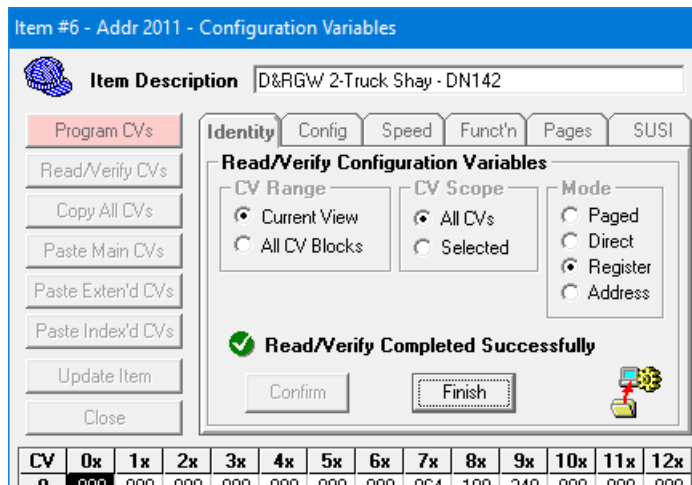 Item #6 - Addr 2011 - Configuration Variables
Item Description D&RGW 2-Truck Shay - DN142
Program CVs
Read/Verify CVs
Copy All CVs
Paste Main CVs
Paste Exten'd CVs
Paste Index'd CVs
Update Item
Close
Identity Config Speed Funct'n Pages SUSI
Read/Verify Configuration Variables
CV Range
Current View
All CV Blocks
CV Scope
All CVs
Selected
Mode
Paged
Direct
Register
Address
Read/Verify Completed Successfully
Confirm Finish
CV 0x 1x 2x 3x 4x 5x 6x 7x 8x 9x 10x 11x 12x